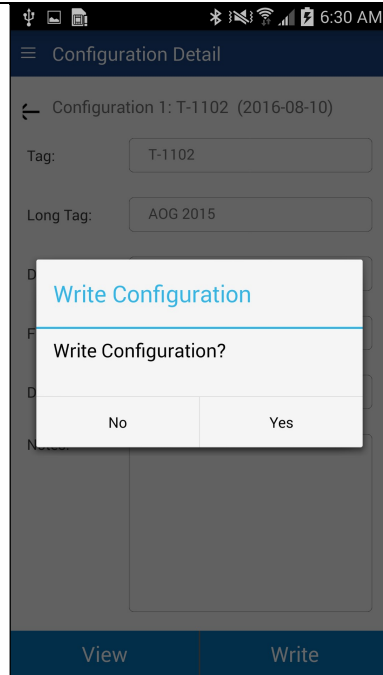 6:30 AM
Configuration Detail
Configuration 1: T-1102 (2016-08-10)
Tag: T-1102
Long Tag: AOG 2015
D
Write Configuration
F
Write Configuration?
D
No Yes
View Write